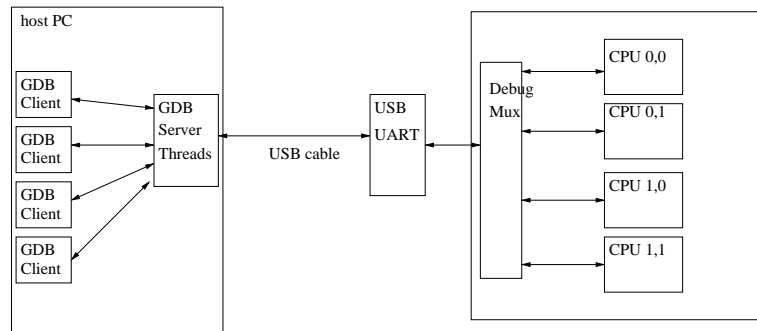 host PC
GDB
Client
GDB
Client
GDB
Client
GDB
Client
GDB
Server
Threads
USB cable
USB
UART
Debug
Mux
CPU 0,0
CPU 0,1
CPU 1,0
CPU 1,1